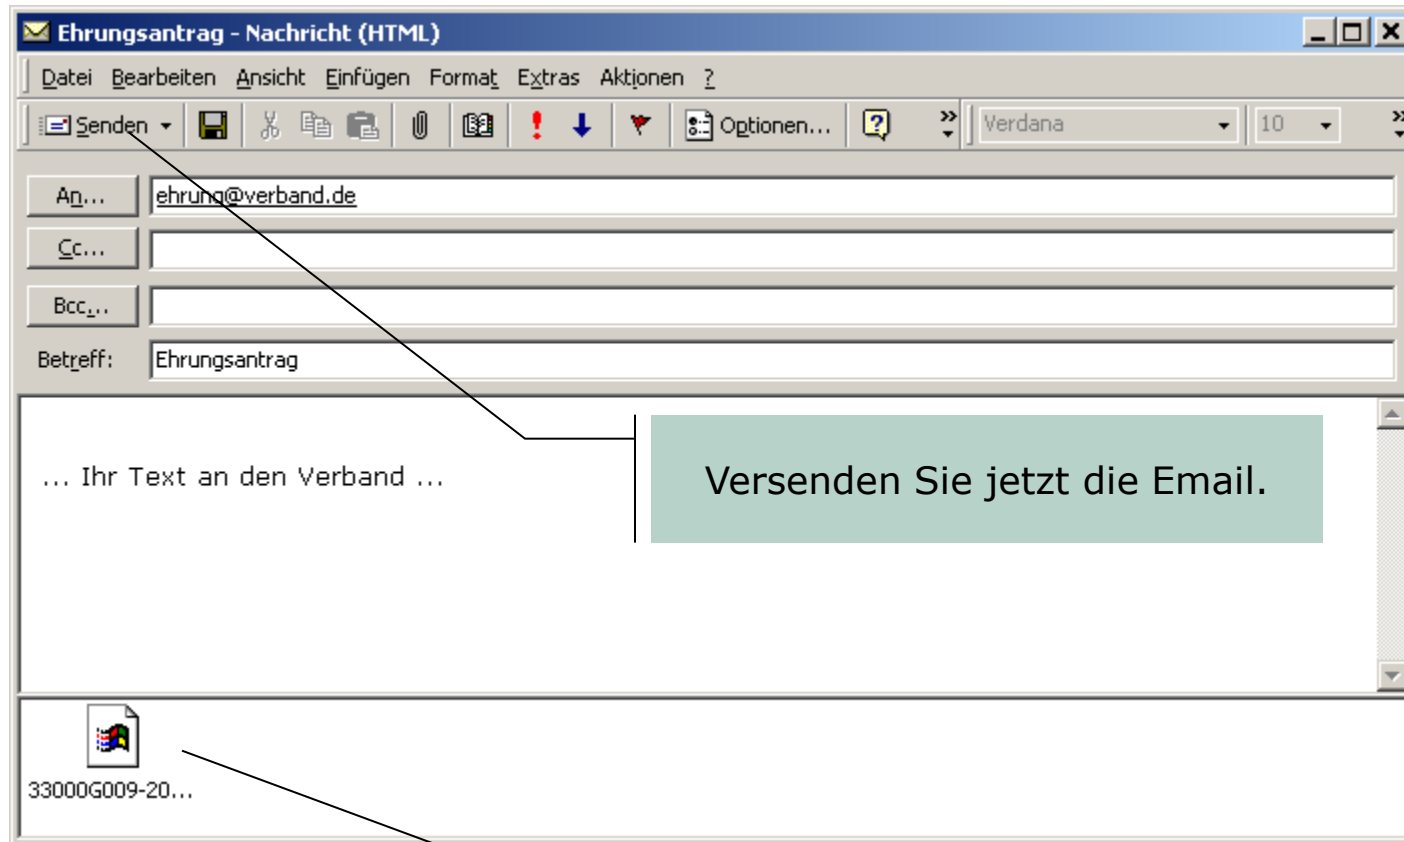 Ehrungsantrag - Nachricht (HTML)
Datei Bearbeiten Ansicht Einfügen Format Extras Aktionen ?
Senden Optionen... Verdana 10
An... ehrung@verband.de
Cc...
Bcc...
Betreff: Ehrungsantrag
... Ihr Text an den Verband ...
Versenden Sie jetzt die Email.
33000G009-20...